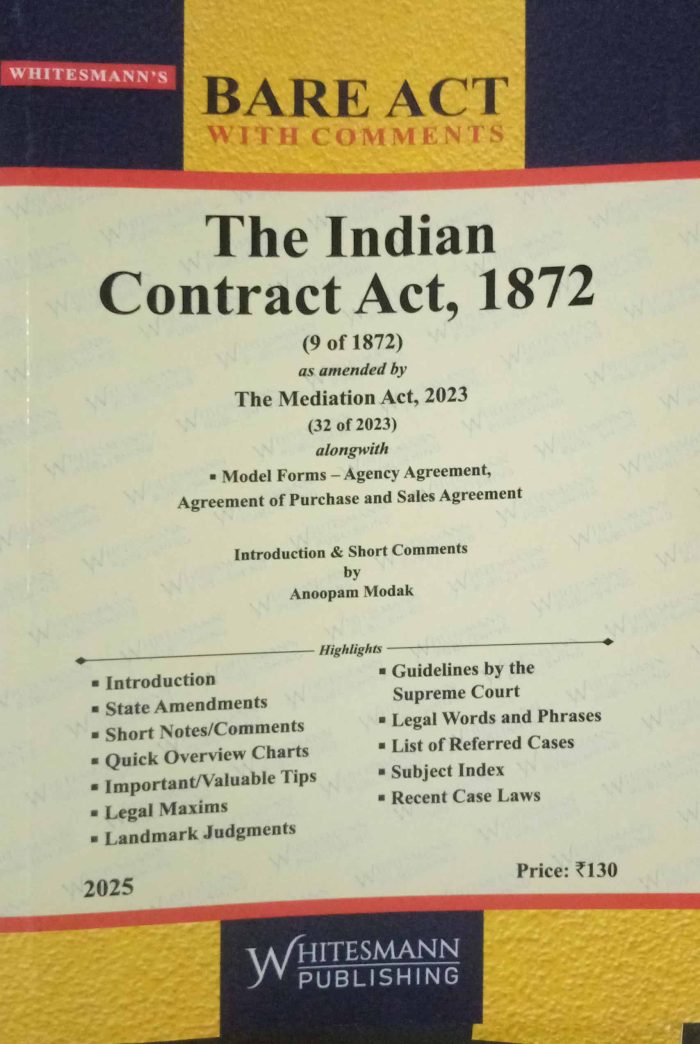 WHITESMANN'S
BARE ACT
WITH COMMENTS
The Indian
Contract Act, 1872
(9 of 1872)
as amended by
The Mediation Act, 2023
(32 of 2023)
alongwith
▪ Model Forms – Agency Agreement,
Agreement of Purchase and Sales Agreement
Introduction & Short Comments
by
Anoopam Modak
Highlights
▪ Introduction
▪ State Amendments
▪ Short Notes/Comments
▪ Quick Overview Charts
▪ Important/Valuable Tips
▪ Legal Maxims
▪ Landmark Judgments
▪ Guidelines by the
Supreme Court
▪ Legal Words and Phrases
▪ List of Referred Cases
▪ Subject Index
▪ Recent Case Laws
2025
Price: ₹130
WHITESMANN
PUBLISHING